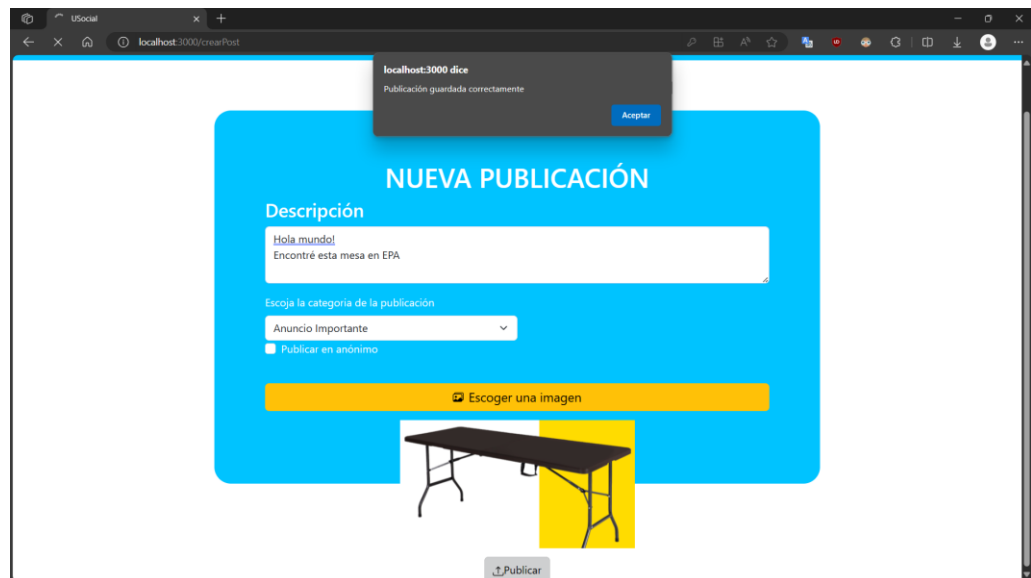 USocial
localhost:3000/crearPost
localhost:3000 dice
Publicación guardada correctamente
Aceptar
NUEVA PUBLICACIÓN
Descripción
Hola mundo!
Encontré esta mesa en EPA
Escoja la categoría de la publicación
Anuncio Importante
Publicar en anónimo
Escoger una imagen
Publicar